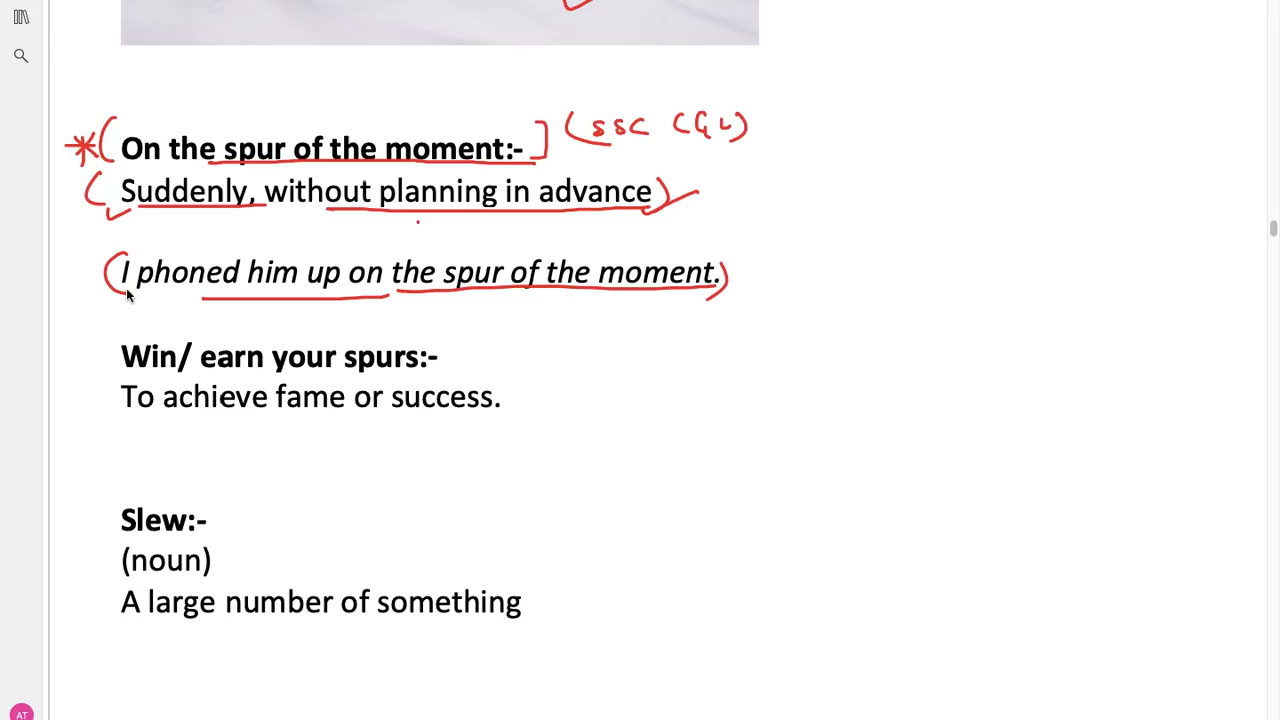 On the spur of the moment:- (SSC CGL)
Suddenly, without planning in advance
I phoned him up on the spur of the moment.
Win/ earn your spurs:-
To achieve fame or success.
Slew:-
(noun)
A large number of something
AT